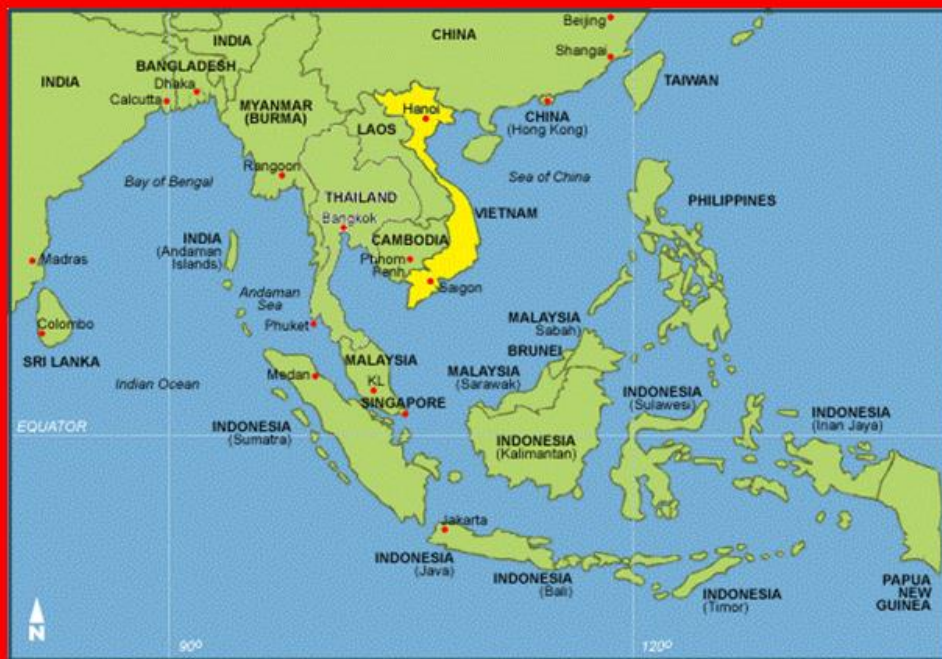 Beijing
INDIA
CHINA
Shangai
INDIA
BANGLADESH
TAIWAN
Dhaka
Calcutta
MYANMAR
(BURMA)
Hanoi
CHINA
(Hong Kong)
LAOS
Rangoon
Bay of Bengal
Sea of China
THAILAND
PHILIPPINES
VIETNAM
Bangkok
INDIA
(Andaman
Islands)
CAMBODIA
Phnom
Penh
Madras
Saigon
Andaman
Sea
Colombo
Phuket
MALAYSIA
Sabah)
SRI LANKA
MALAYSIA
BRUNEI
Medan
KL
MALAYSIA
(Sarawak)
Indian Ocean
INDONESIA
(Sulawesi)
SINGAPORE
INDONESIA
(Irian Jaya)
EQUATOR
INDONESIA
(Sumatra)
INDONESIA
(Kalimantan)
Jakarta
INDONESIA
(Java)
INDONESIA
(Bali)
INDONESIA
(Timor)
PAPUA
NEW
GUINEA
N
90º
120º